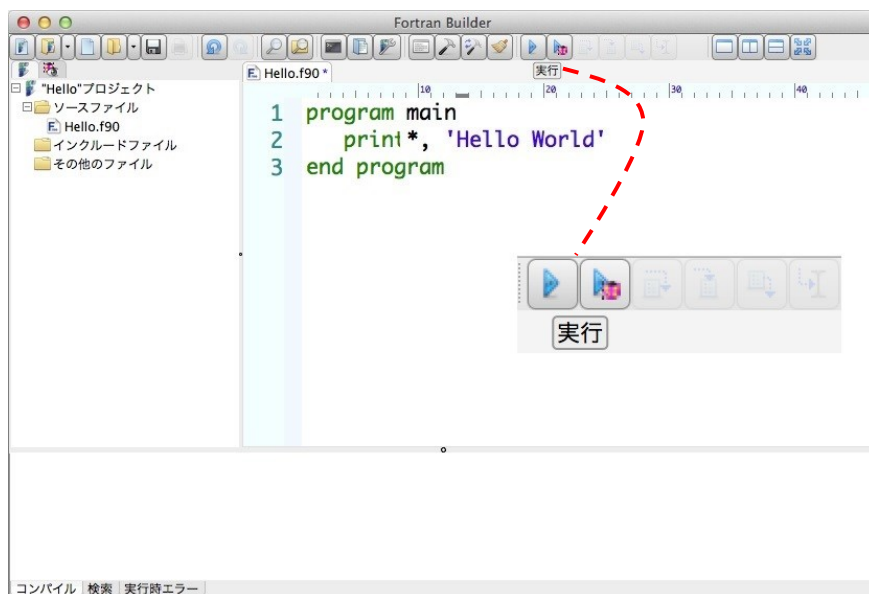 Fortran Builder
Hello.f90 *
実行
"Hello"プロジェクト
ソースファイル
Hello.f90
インクルードファイル
その他のファイル
10 20 30 40
1 program main
2 print*, 'Hello World'
3 end program
実行
コンパイル 検索 実行時エラー